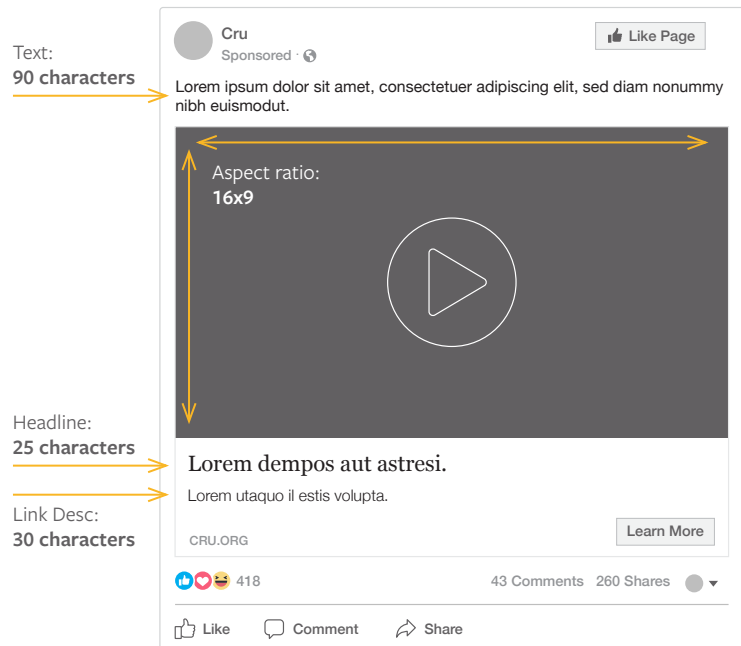 Cru
Sponsored ·
Like Page
Text:
90 characters
Lorem ipsum dolor sit amet, consectetuer adipiscing elit, sed diam nonummy
nibh euismodut.
Aspect ratio:
16x9
Headline:
25 characters
Lorem dempos aut astresi.
Lorem utaquo il estis volupta.
Link Desc:
30 characters
CRU.ORG
Learn More
418
43 Comments 260 Shares
Like Comment Share